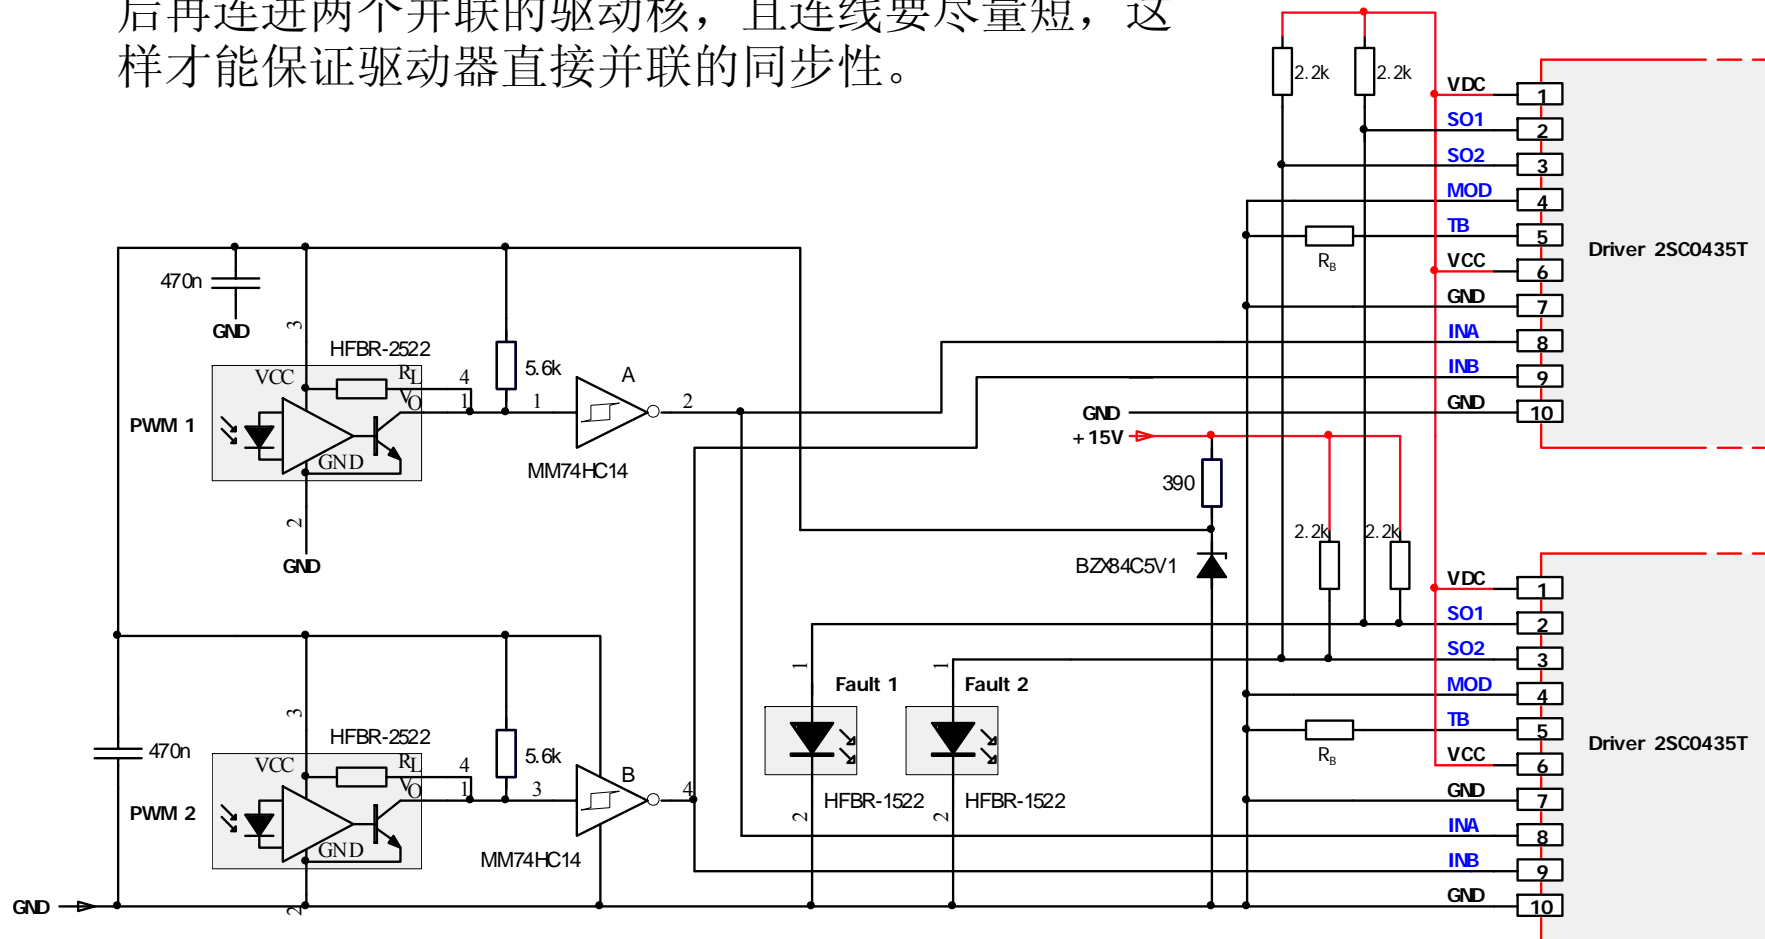 后再连进两个并联的驱动核，且连线要尽量短，这
样才能保证驱动器直接并联的同步性。
2.2k
2.2k
VDC
1
SO1
2
SO2
3
MOD
4
TB
5
RB
VCC
6
GND
7
INA
8
INB
9
GND
10
Driver 2SC0435T
470n
GND
3
HFBR-2522
VCC
RL
4
VO
1
GND
PWM 1
2
GND
5.6k
1
A
2
MM74HC14
GND
+15V
390
BZX84C5V1
2.2k
2.2k
VDC
1
SO1
2
SO2
3
MOD
4
TB
5
RB
VCC
6
GND
7
INA
8
INB
9
GND
10
Driver 2SC0435T
1
Fault 1
1
Fault 2
HFBR-1522
HFBR-1522
2
2
470n
3
HFBR-2522
VCC
RL
4
VO
1
GND
PWM 2
2
5.6k
3
B
4
MM74HC14
GND